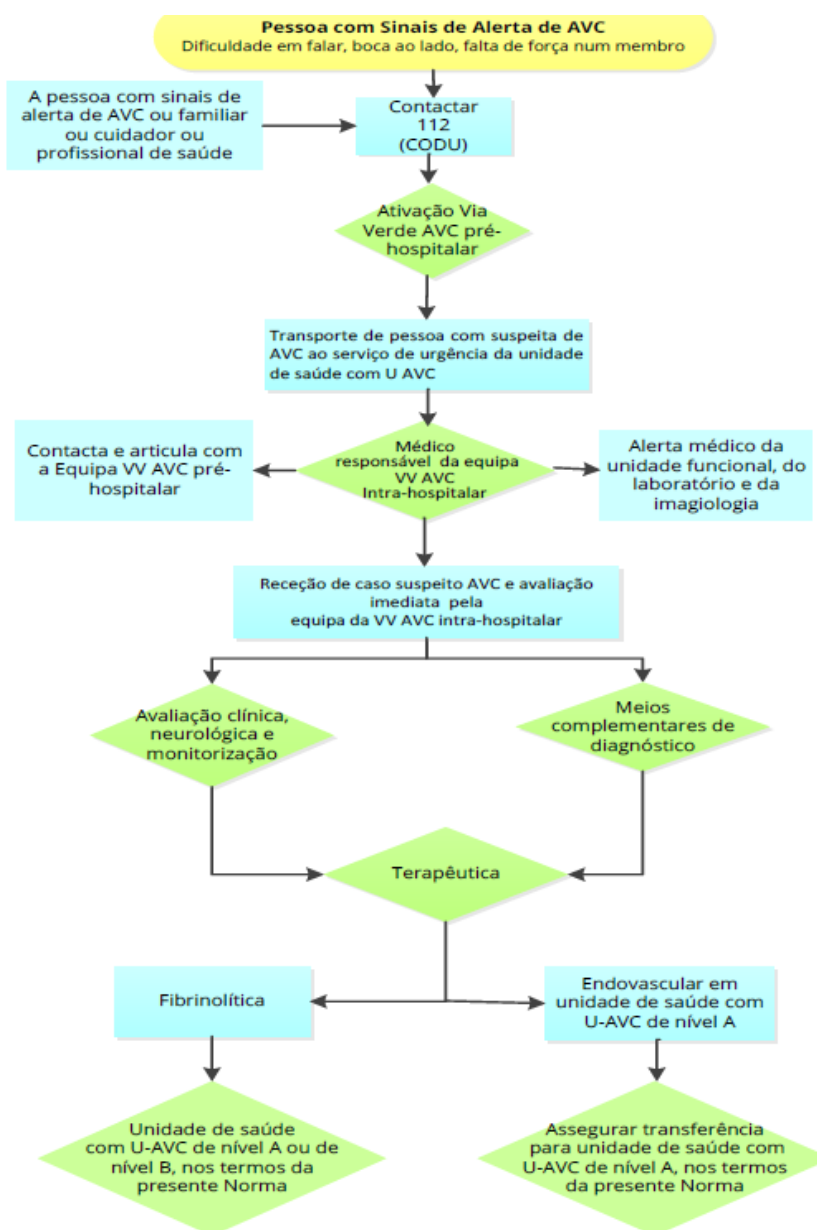 Pessoa com Sinais de Alerta de AVC
Dificuldade em falar, boca ao lado, falta de força num membro
A pessoa com sinais de
alerta de AVC ou familiar
ou cuidador ou
profissional de saúde
Contactar
112
(CODU)
Ativação Via
Verde AVC pré-
hospitalar
Transporte de pessoa com suspeita de
AVC ao serviço de urgência da unidade
de saúde com U AVC
Contacta e articula com
a Equipa VV AVC pré-
hospitalar
Médico
responsável da equipa
VV AVC
Intra-hospitalar
Alerta médico da
unidade funcional, do
laboratório e da
imagiologia
Receção de caso suspeito AVC e avaliação
imediata pela
equipa da VV AVC intra-hospitalar
Avaliação clínica,
neurológica e
monitorização
Meios
complementares de
diagnóstico
Terapêutica
Fibrinolítica
Endovascular em
unidade de saúde com
U-AVC de nível A
Unidade de saúde
com U-AVC de nível A ou de
nível B, nos termos da
presente Norma
Assegurar transferência
para unidade de saúde com
U-AVC de nível A, nos termos
da presente Norma